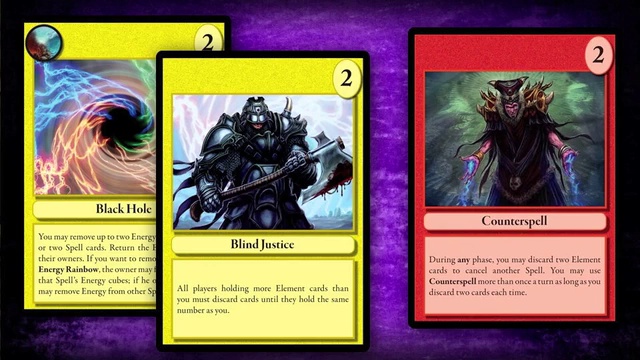 2
Black Hole
You may remove up to two Energy
or two Spell cards. Return the
their owners. If you want to remo
Energy Rainbow, the owner may
that Spell's Energy cubes; if he o
may remove Energy from other Sp
2
Blind Justice
All players holding more Element cards than
you must discard cards until they hold the same
number as you.
2
Counterspell
During any phase, you may discard two Element
cards to cancel another Spell. You may use
Counterspell more than once a turn as long as you
discard two cards each time.